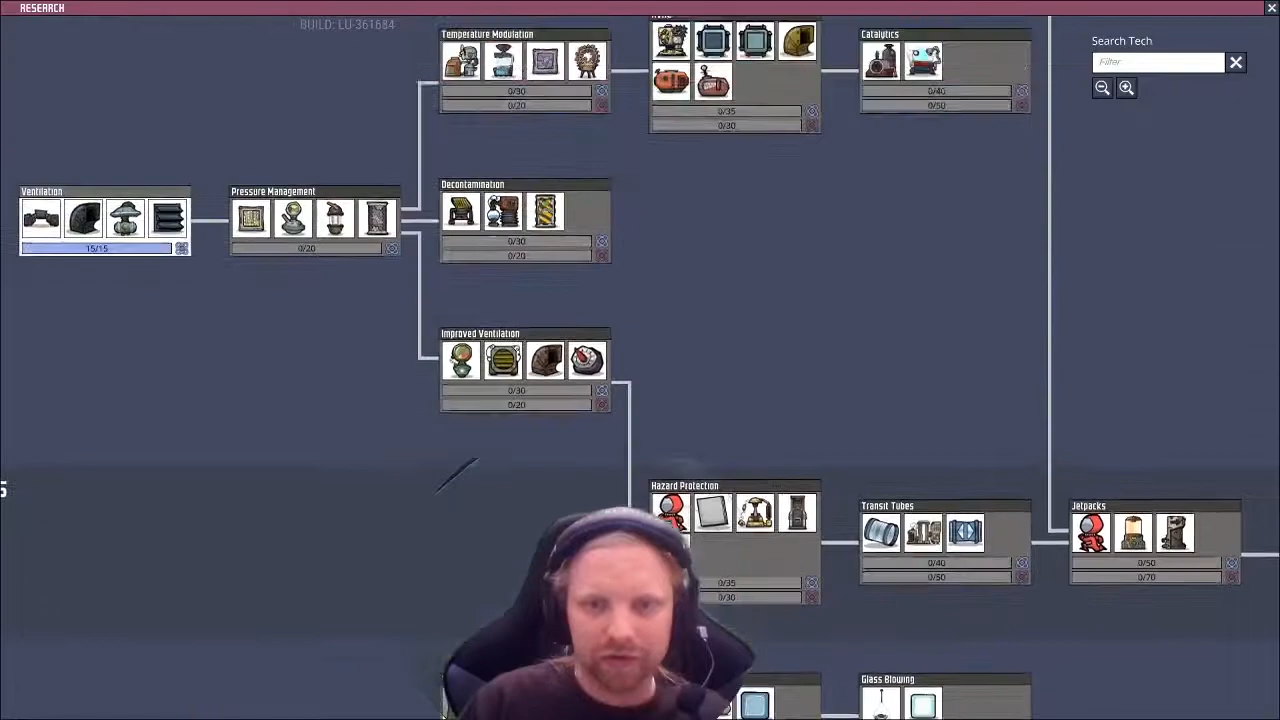 RESEARCH
BUILD: LU-361684
Temperature Modulation
0/30
0/20
0/35
0/30
Catalytics
0/40
0/50
Search Tech
Filter
Ventilation
15/15
Pressure Management
0/20
Decontamination
0/30
0/20
Improved Ventilation
0/30
0/20
Hazard Protection
0/35
0/30
Transit Tubes
0/40
0/50
Jetpacks
0/50
0/70
Glass Blowing